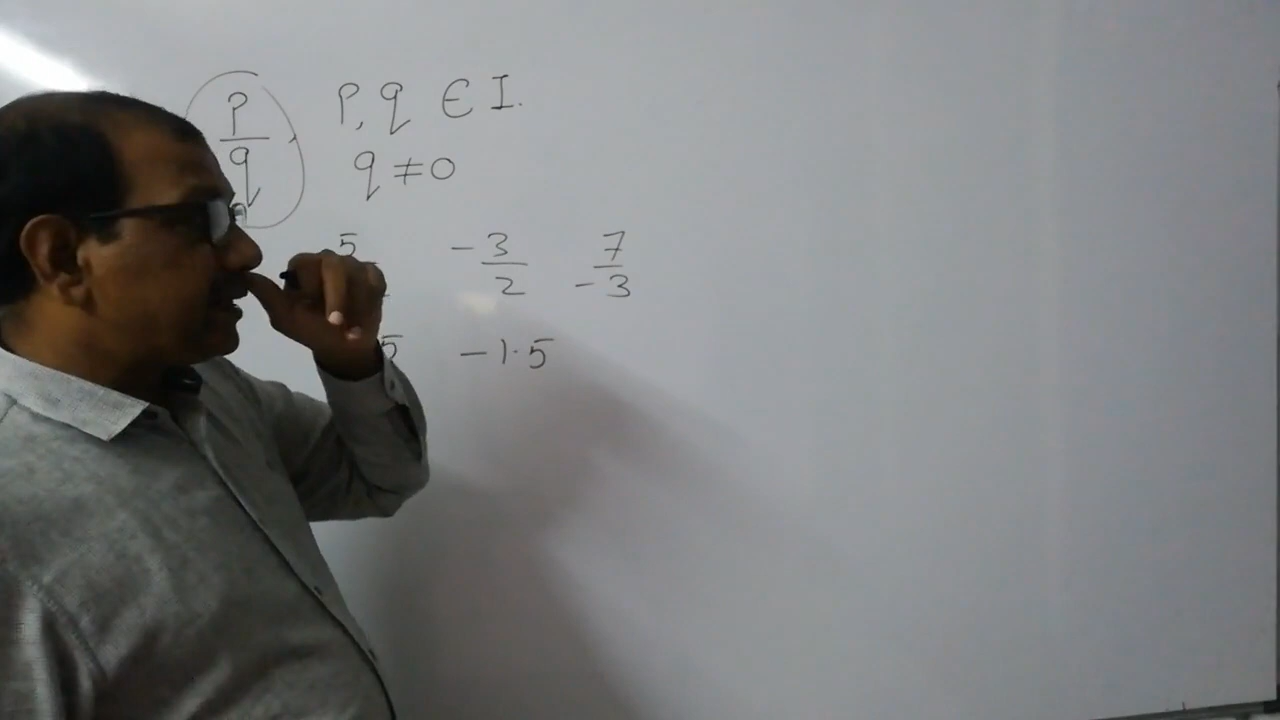 P/q P, q ∈ I.
q ≠ 0
5 -3/2 7/-3
5 -1.5